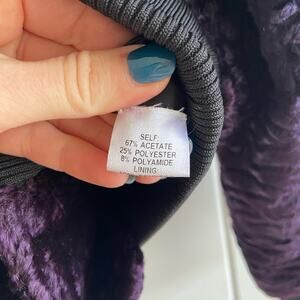 SELF:
67% ACETATE
25% POLYESTER
8% POLYAMIDE
LINING: